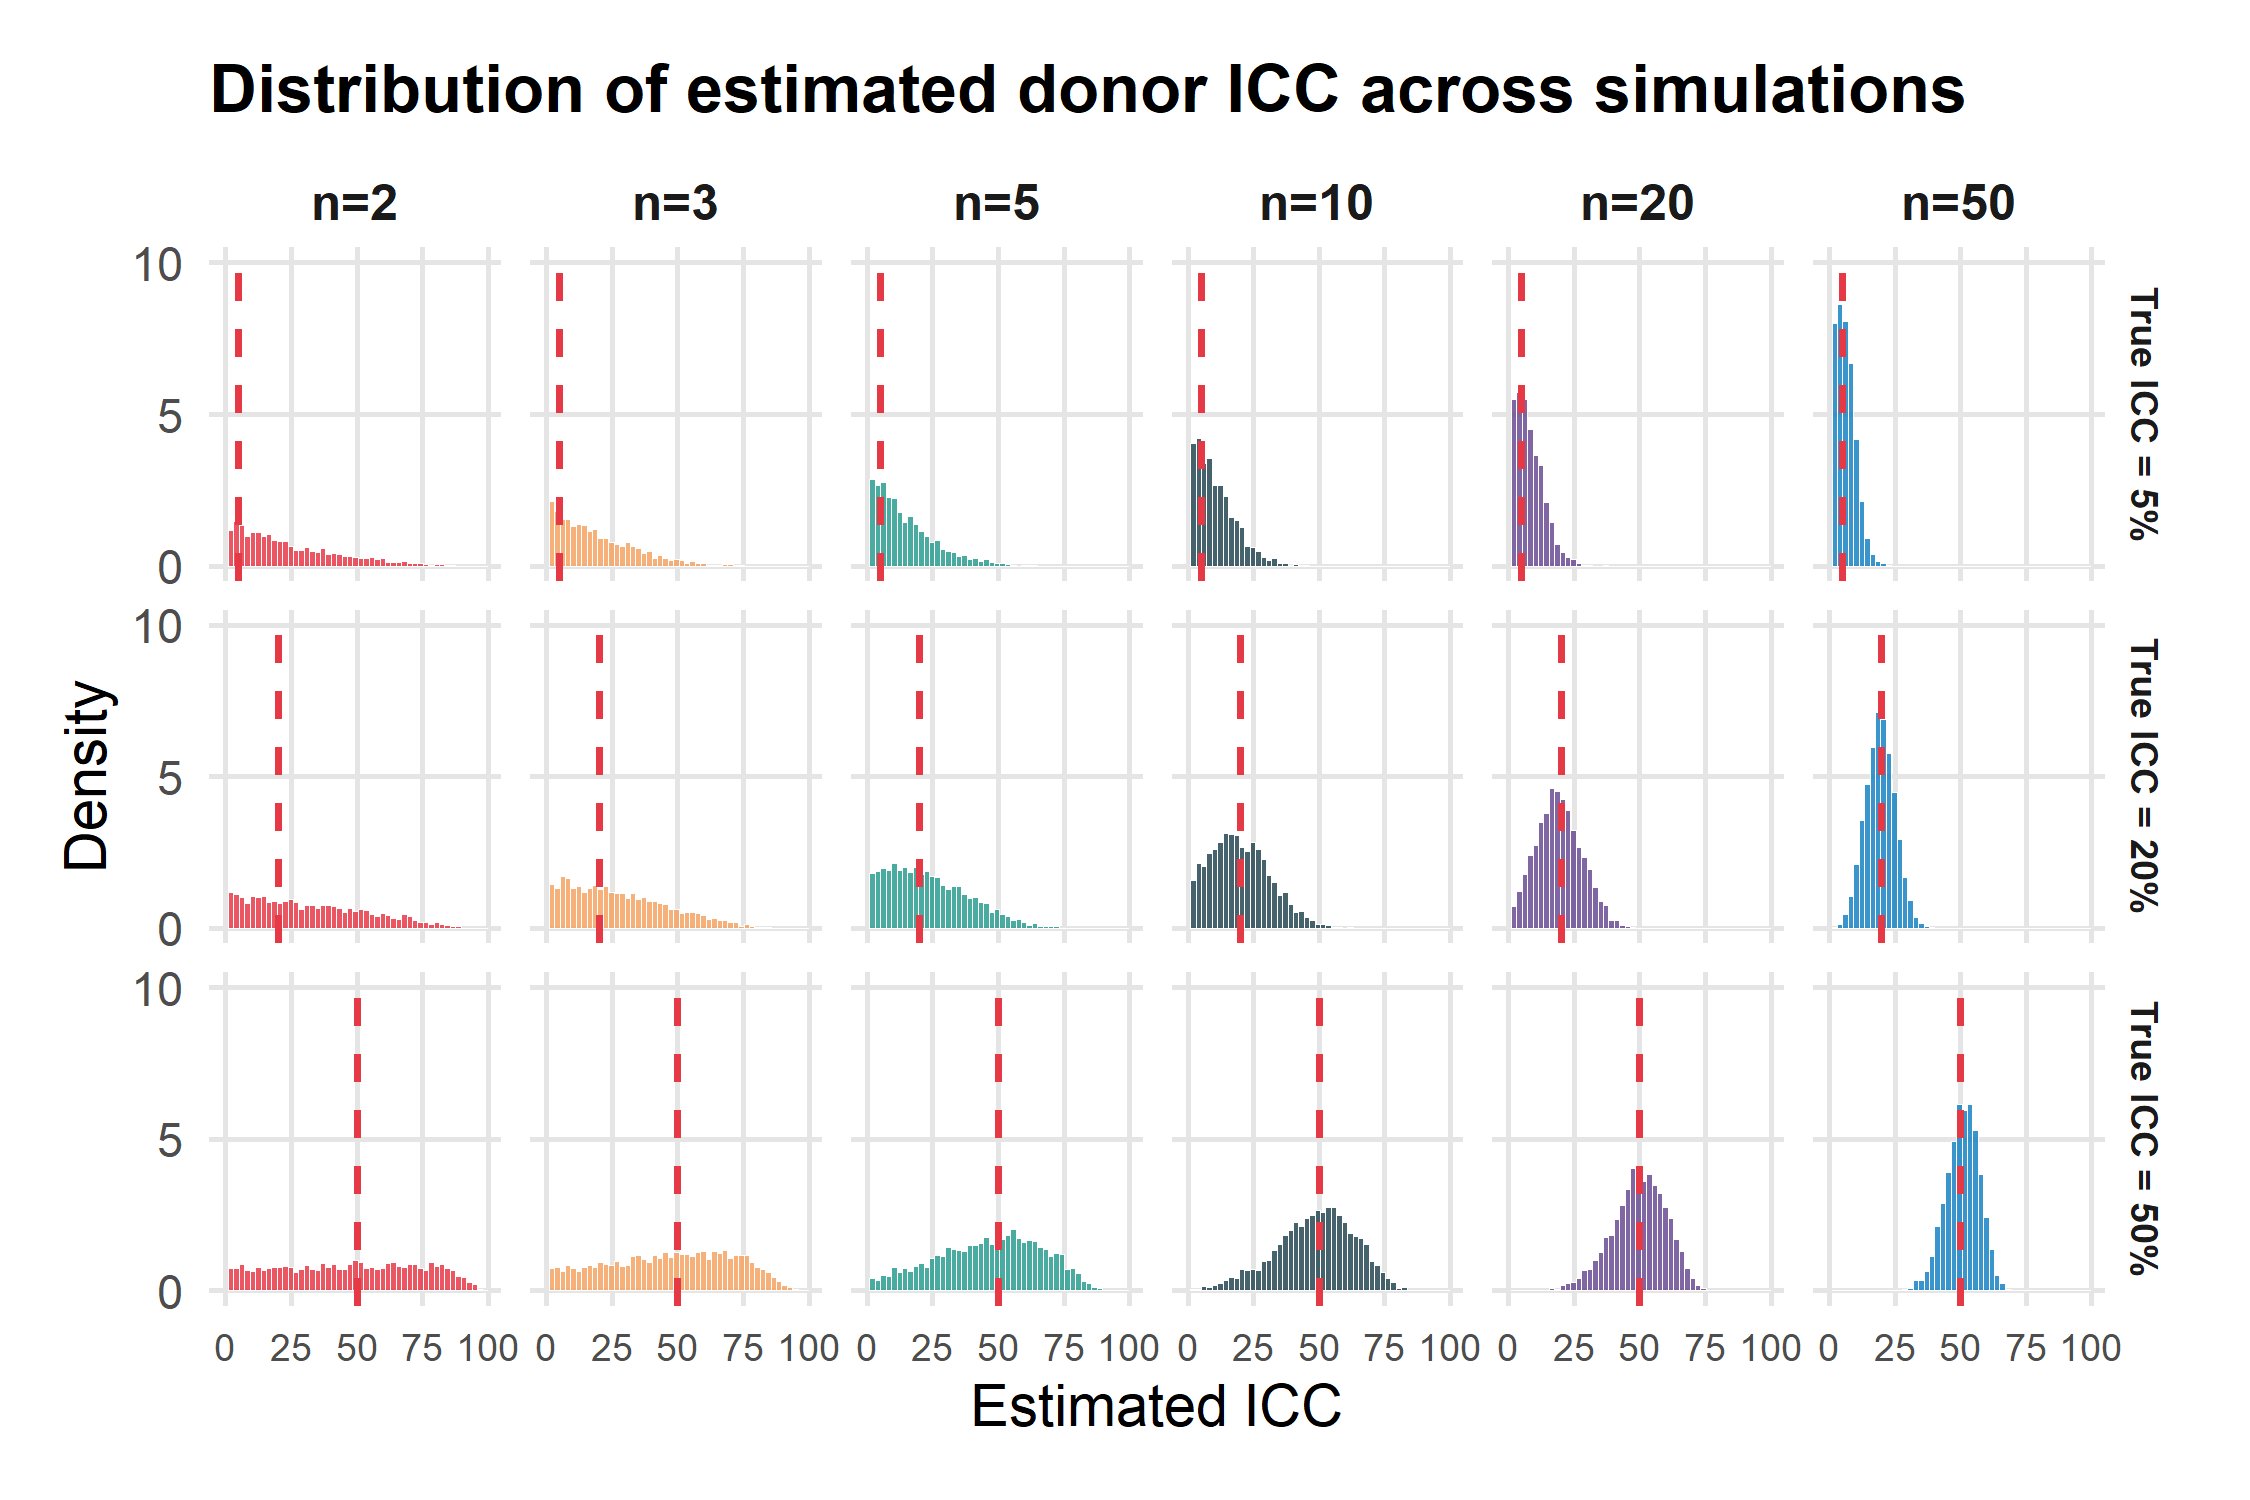 Distribution of estimated donor ICC across simulations
n=2 n=3 n=5 n=10 n=20 n=50
10
5
0
True ICC = 5%
10
5
0
True ICC = 20%
10
5
0
True ICC = 50%
Density
0 25 50 75 100 0 25 50 75 100 0 25 50 75 100 0 25 50 75 100 0 25 50 75 100 0 25 50 75 100
Estimated ICC